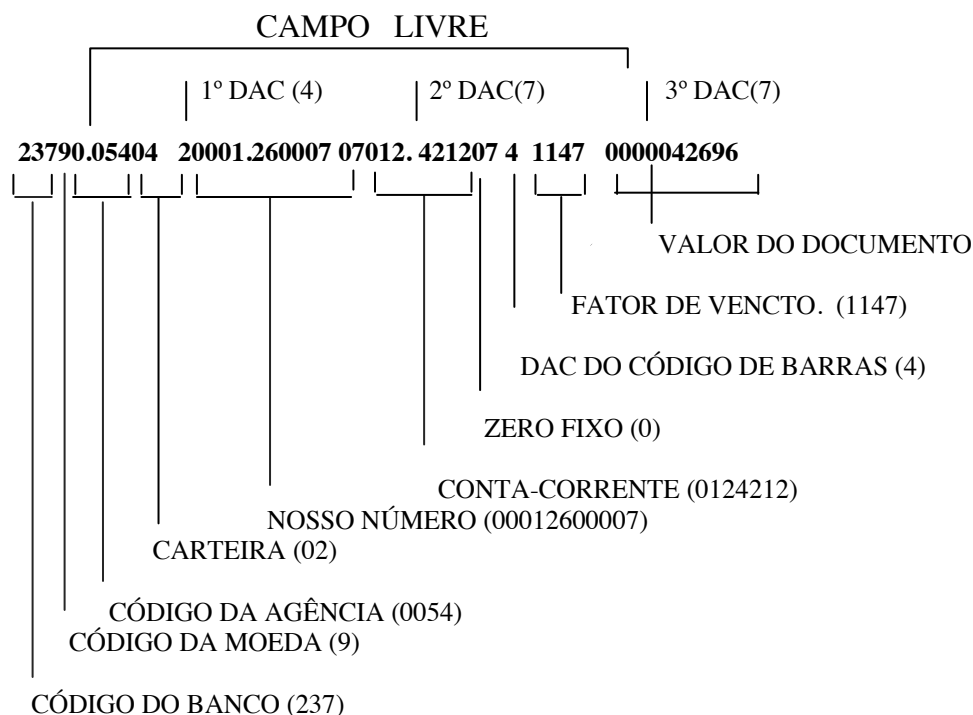 CAMPO LIVRE
1º DAC (4) 2º DAC(7) 3º DAC(7)
23790.05404 20001.260007 07012. 421207 4 1147 0000042696
VALOR DO DOCUMENTO
FATOR DE VENCTO. (1147)
DAC DO CÓDIGO DE BARRAS (4)
ZERO FIXO (0)
CONTA-CORRENTE (0124212)
NOSSO NÚMERO (00012600007)
CARTEIRA (02)
CÓDIGO DA AGÊNCIA (0054)
CÓDIGO DA MOEDA (9)
CÓDIGO DO BANCO (237)